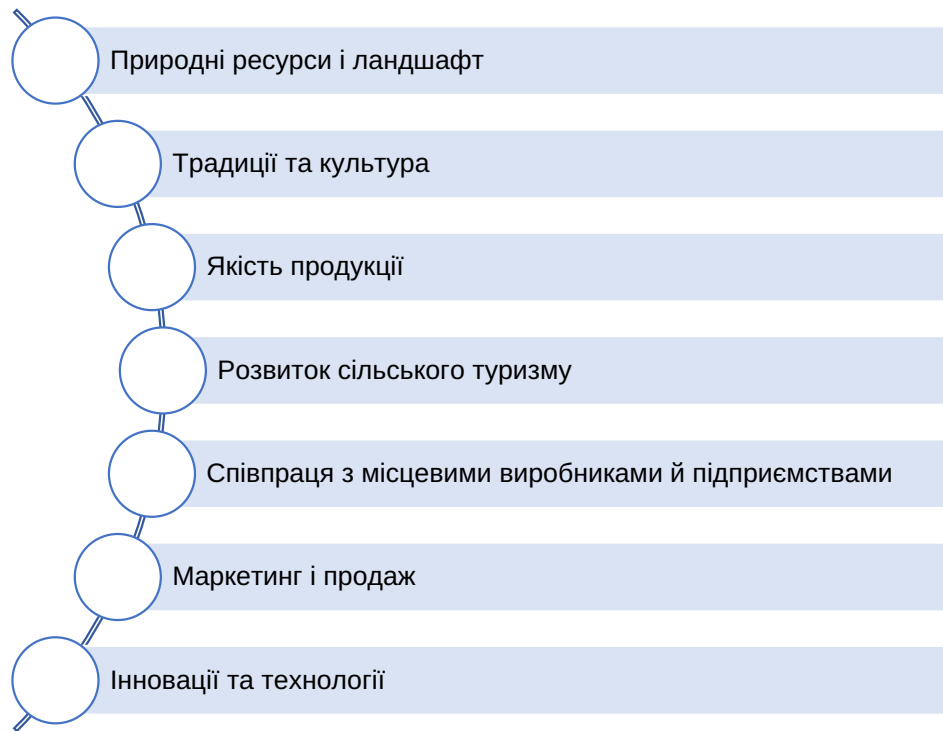 Природні ресурси і ландшафт
Традиції та культура
Якість продукції
Розвиток сільського туризму
Співпраця з місцевими виробниками й підприємствами
Маркетинг і продаж
Інновації та технології